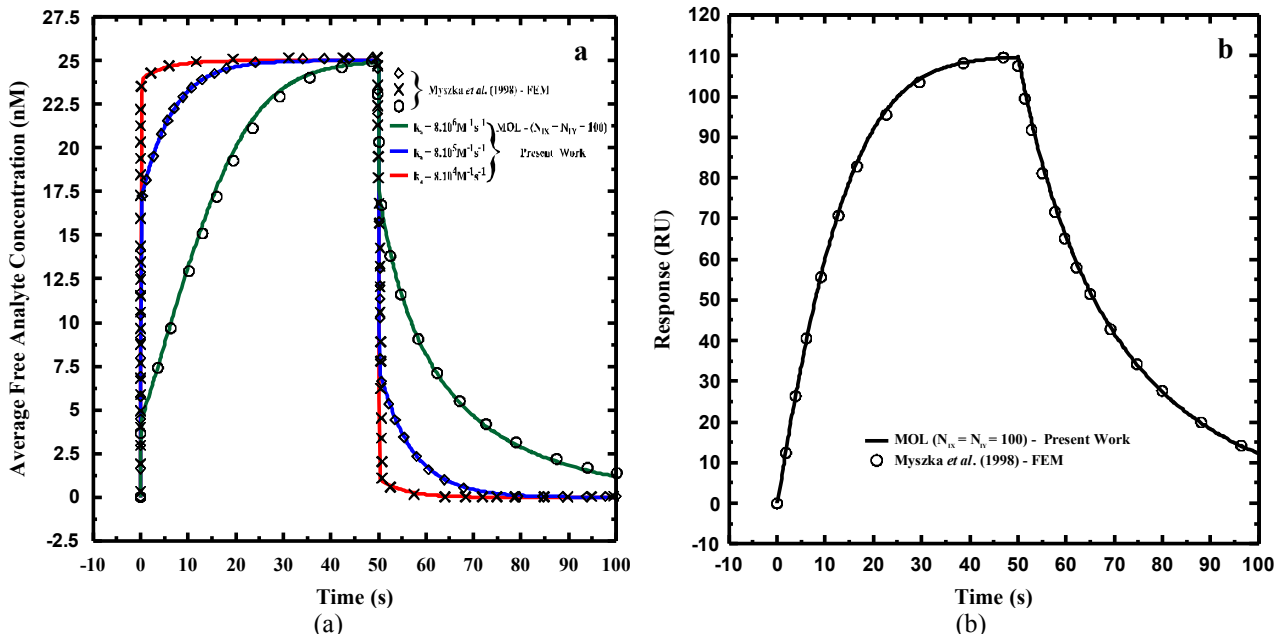 a
Average Free Analyte Concentration (nM)
27.5
25
22.5
20
17.5
15
12.5
10
7.5
5
2.5
0
-2.5
Myszka et al. (1998) - FEM
kₐ = 8.10⁶M⁻¹s⁻¹
kₐ = 8.10⁵M⁻¹s⁻¹
kₐ = 8.10⁴M⁻¹s⁻¹
MOL - (N_IX = N_IY = 100)
Present Work
-10 0 10 20 30 40 50 60 70 80 90 100
Time (s)
(a)
b
Response (RU)
120
110
100
90
80
70
60
50
40
30
20
10
0
-10
MOL (N_IX = N_IY = 100) - Present Work
Myszka et al. (1998) - FEM
-10 0 10 20 30 40 50 60 70 80 90 100
Time (s)
(b)